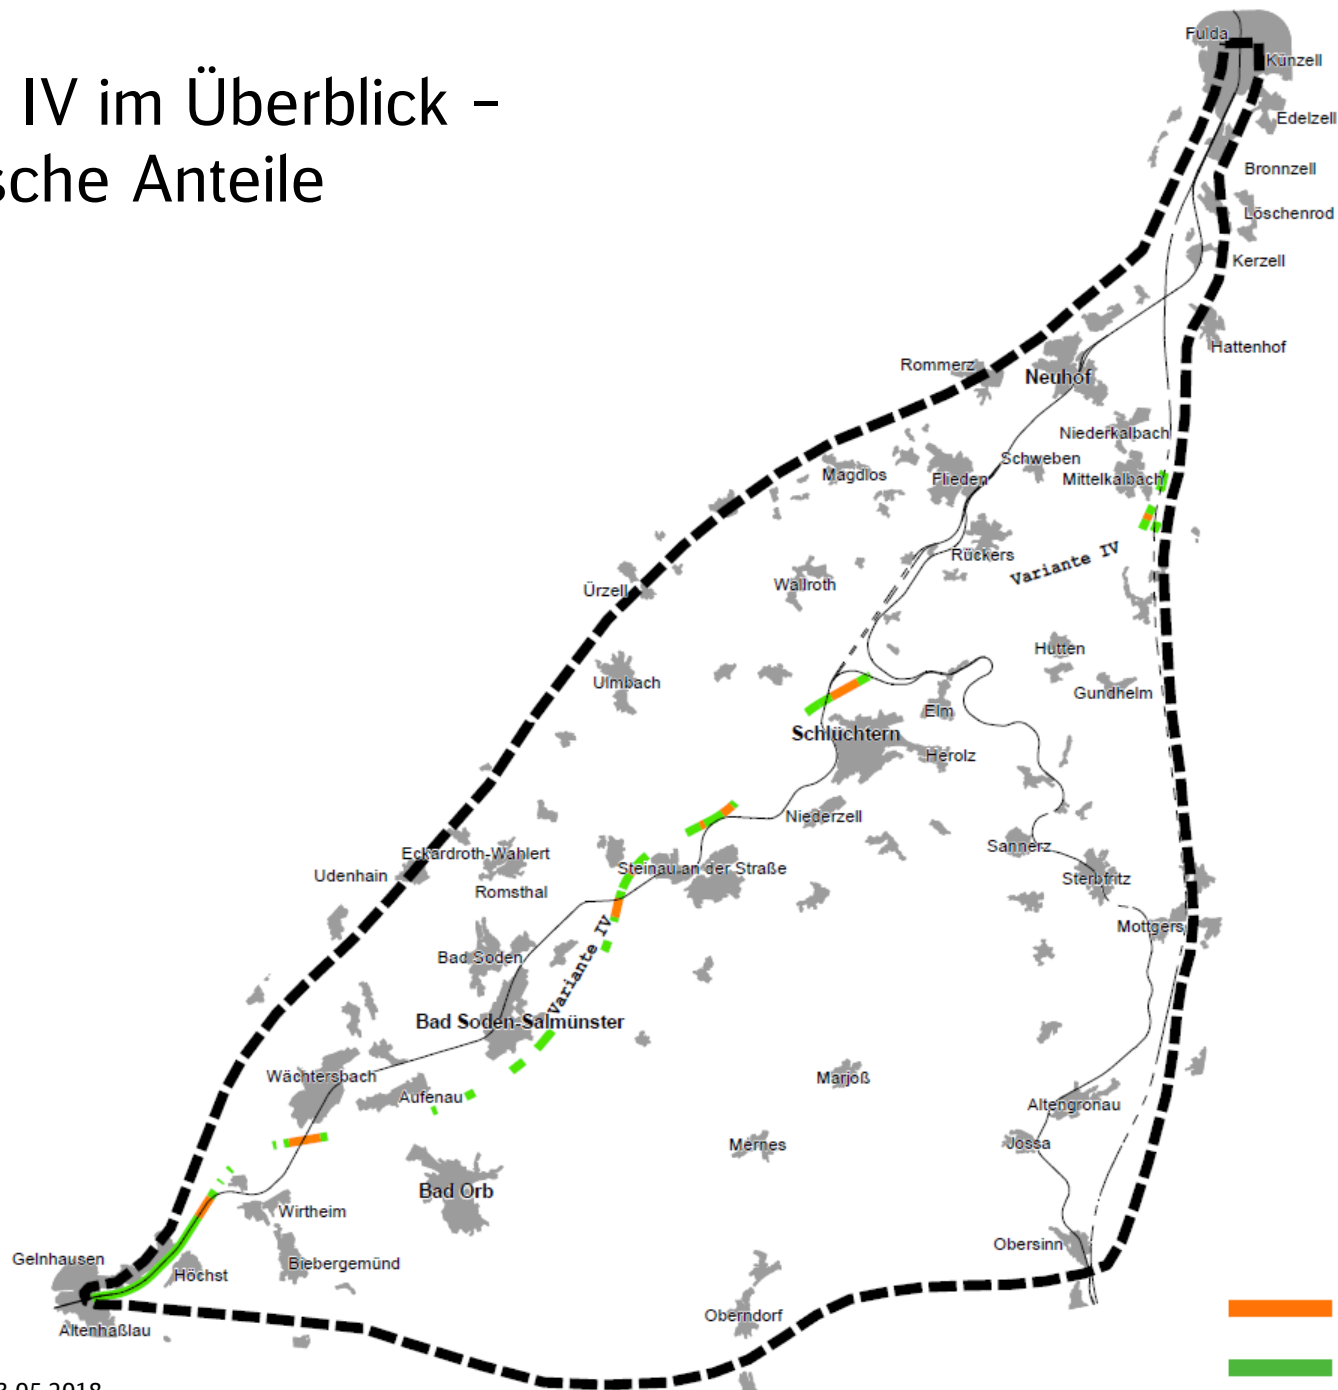 IV im Überblick –
sche Anteile
Fulda
Künzell
Edelzell
Bronnzell
Löschenrod
Kerzell
Hattenhof
Rommerz
Neuhof
Niederkalbach
Schweben
Magdlos
Flieden
Mittelkalbach
Rückers
Variante IV
Ürzell
Wallroth
Hutten
Ulmbach
Gundhelm
Elm
Schlüchtern
Herolz
Niederzell
Sannerz
Eckardroth-Wahlert
Steinau an der Straße
Udenhain
Romsthal
Sterbfritz
Mottgers
Variante IV
Bad Soden
Bad Soden-Salmünster
Wächtersbach
Marjoß
Aufenau
Altengronau
Mernes
Jossa
Bad Orb
Wirtheim
Obersinn
Gelnhausen
Höchst
Biebergemünd
Oberndorf
Altenhaßlau